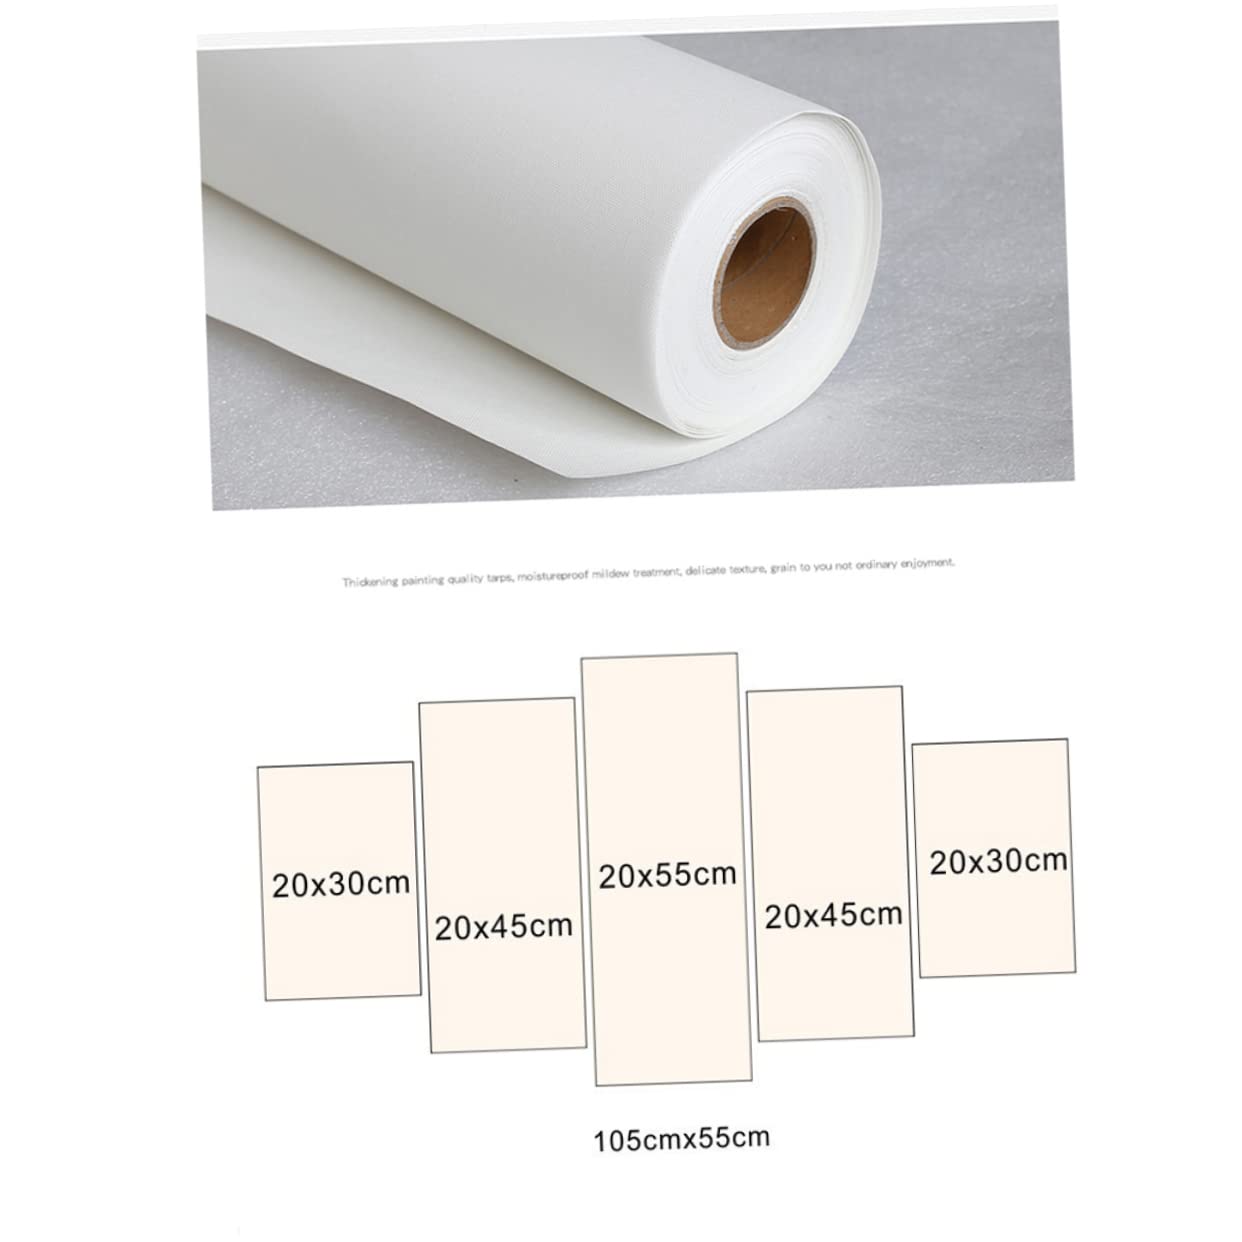 Thickening painting quality tarps, moistureproof mildew treatment, delicate texture, grain to you not ordinary enjoyment.
20x30cm
20x45cm
20x55cm
20x45cm
20x30cm
105cmx55cm